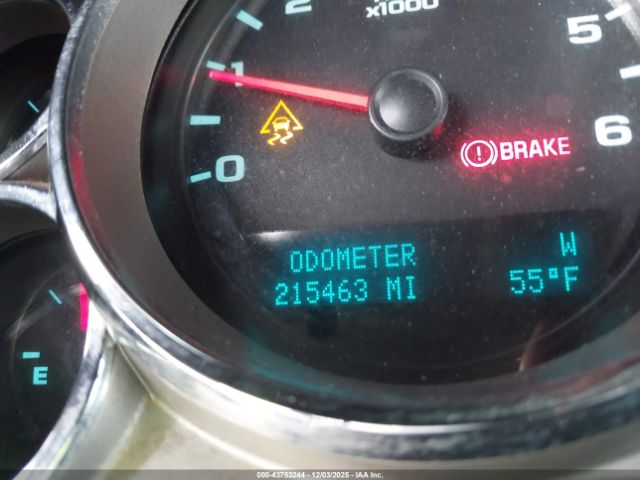 2
x1000
1
5
6
0
BRAKE
ODOMETER W
215463 MI 55°F
E
000-43753244 - 12/03/2025 - IAA Inc.